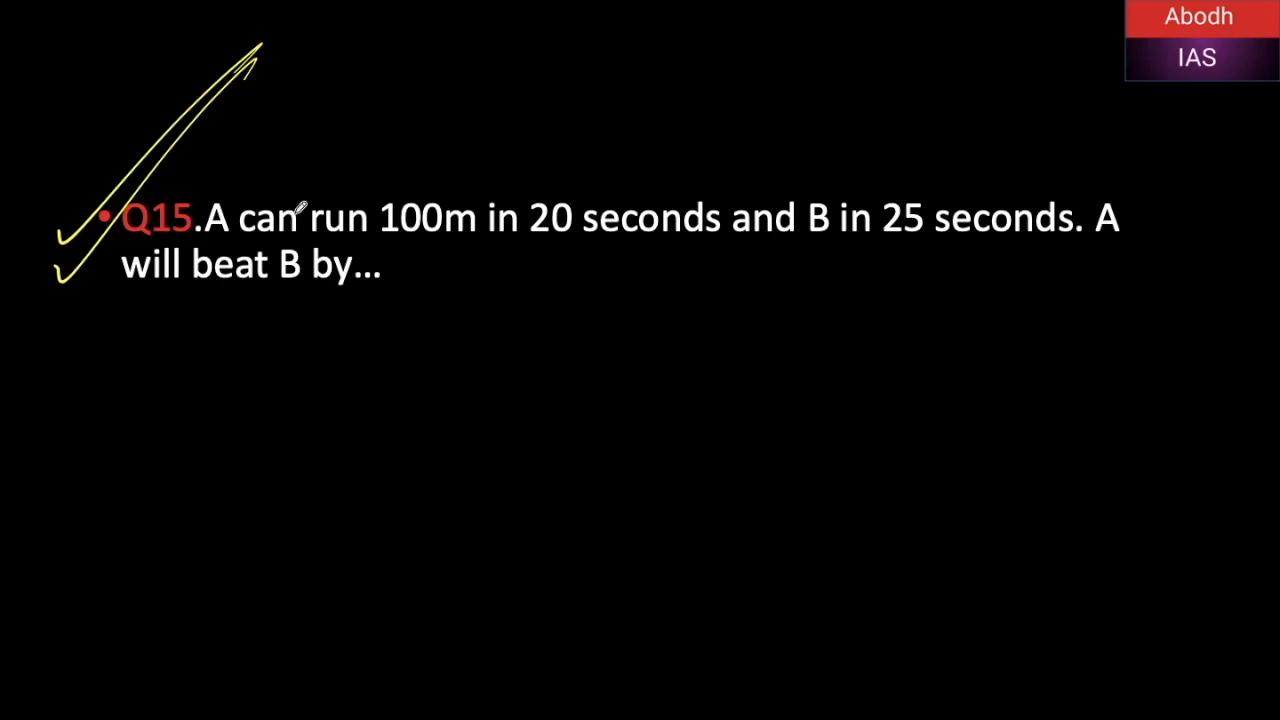 Abodh
IAS
• Q15.A can run 100m in 20 seconds and B in 25 seconds. A
will beat B by...